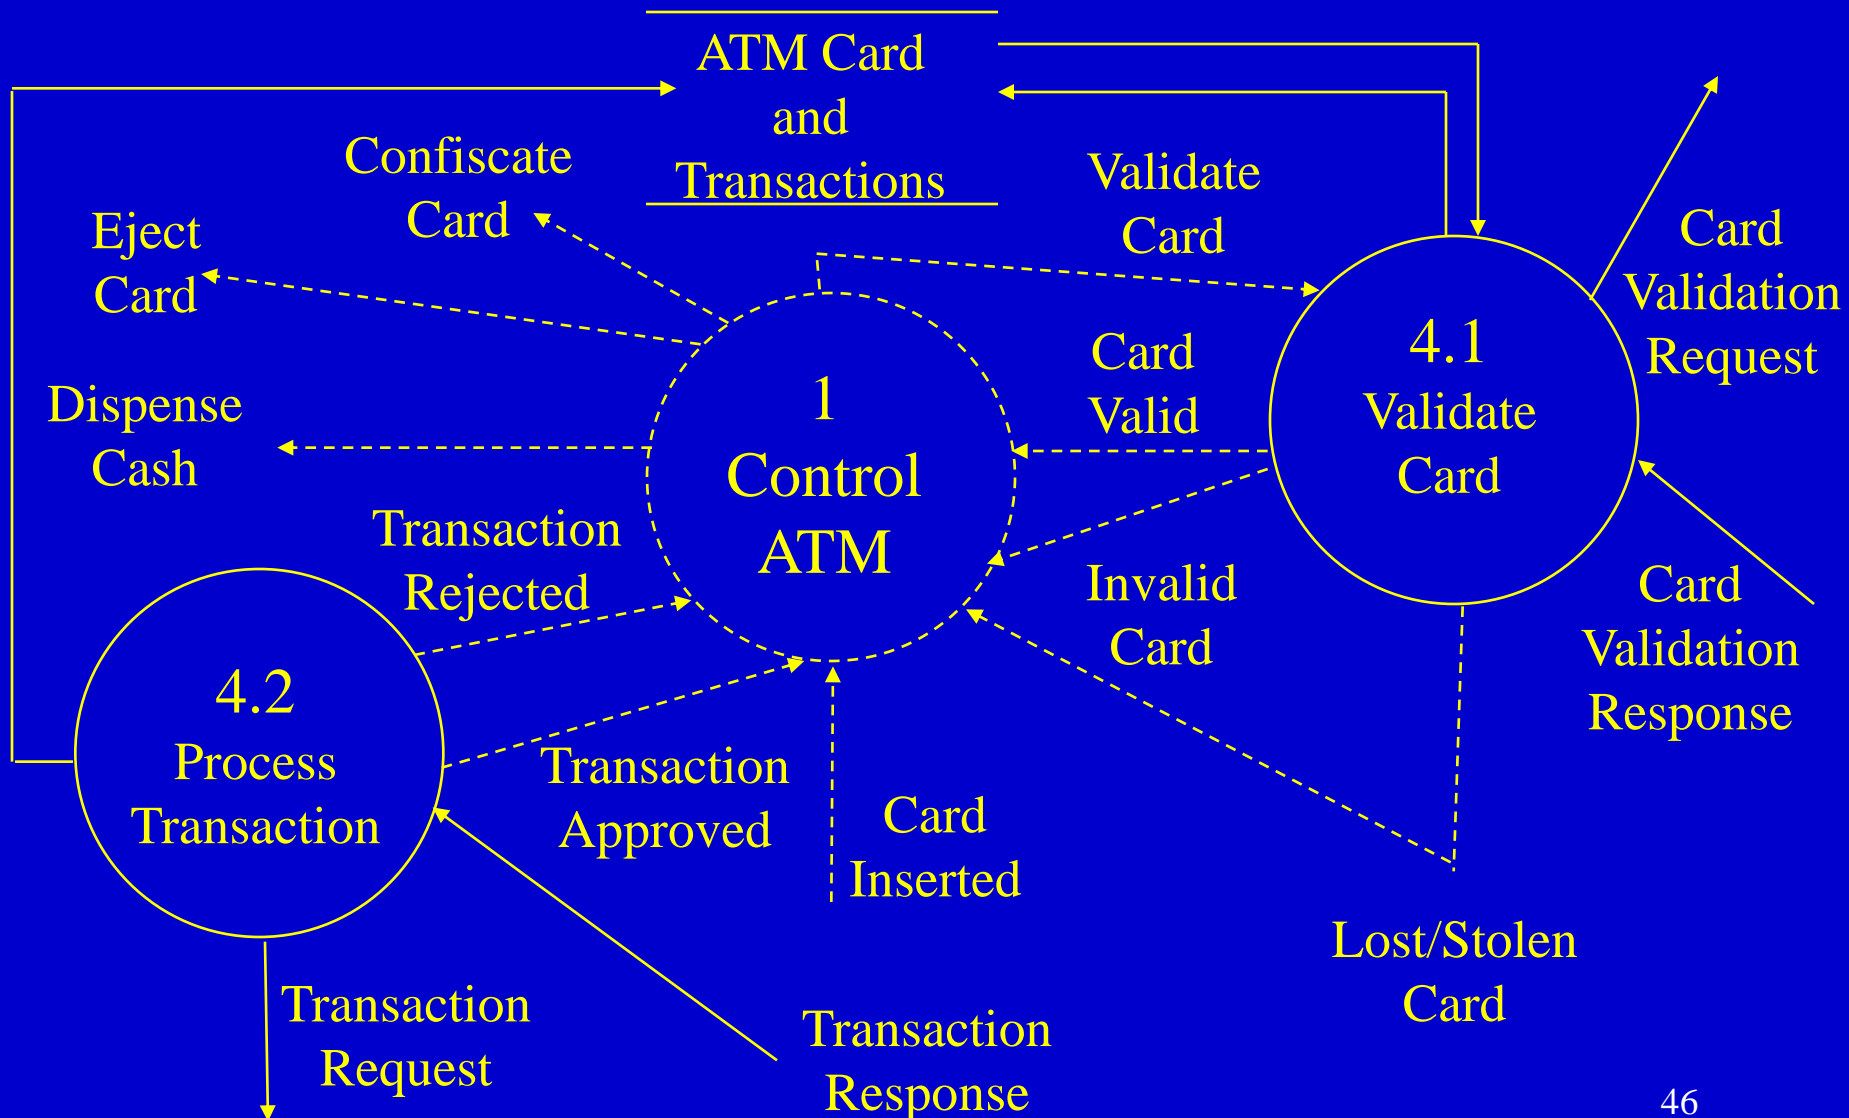 ATM Card
and
Transactions
Confiscate
Card
Eject
Card
Validate
Card
Card
Validation
Request
Dispense
Cash
1
Control
ATM
Card
Valid
4.1
Validate
Card
Transaction
Rejected
Invalid
Card
Card
Validation
Response
4.2
Process
Transaction
Transaction
Approved
Card
Inserted
Lost/Stolen
Card
Transaction
Request
Transaction
Response
46